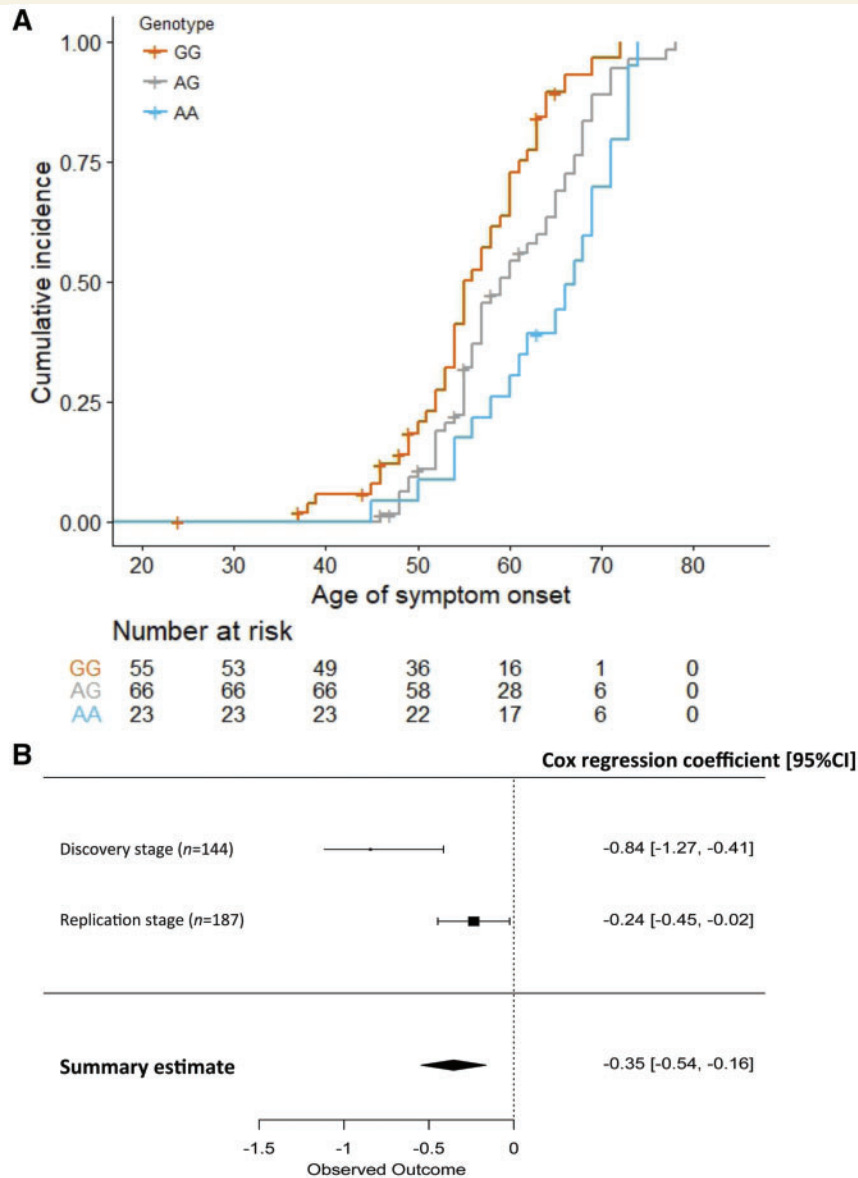 A
Genotype
GG
AG
AA
1.00
0.75
0.50
0.25
0.00
Cumulative incidence
20 30 40 50 60 70 80
Age of symptom onset
Number at risk
GG 55 53 49 36 16 1 0
AG 66 66 66 58 28 6 0
AA 23 23 23 22 17 6 0
B
Cox regression coefficient [95%CI]
Discovery stage (n=144) -0.84 [-1.27, -0.41]
Replication stage (n=187) -0.24 [-0.45, -0.02]
Summary estimate -0.35 [-0.54, -0.16]
-1.5 -1 -0.5 0
Observed Outcome